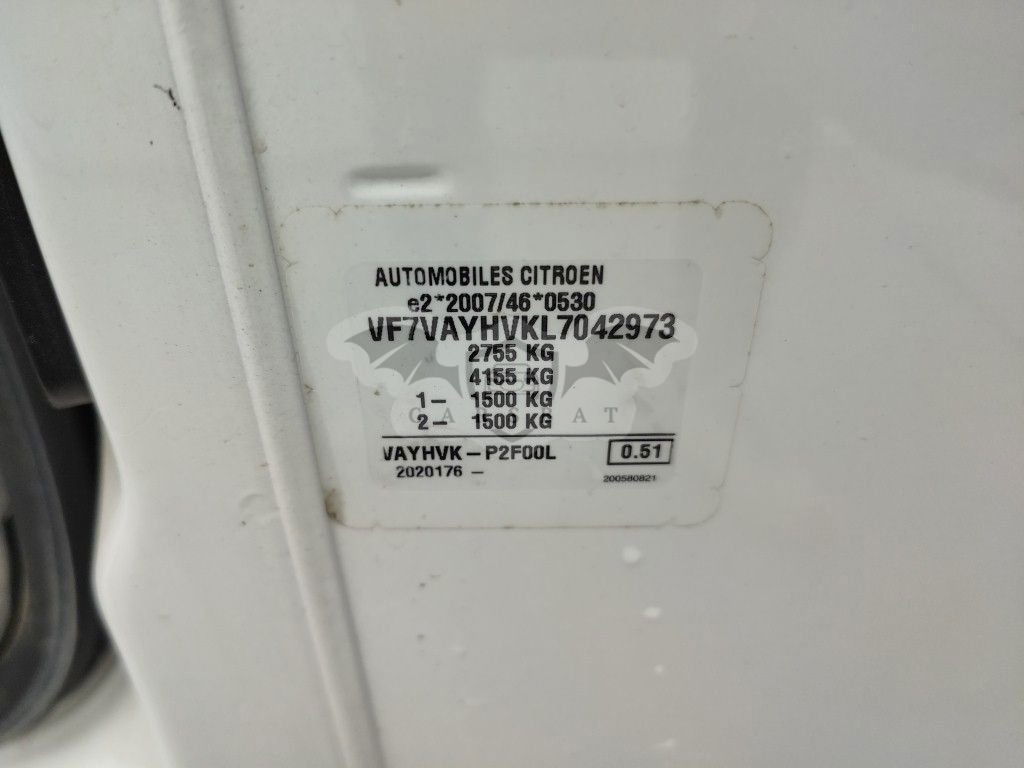 AUTOMOBILES CITROEN
e2*2007/46*0530
VF7VAYHVKL7042973
2755 KG
4155 KG
1- 1500 KG
2- 1500 KG
CARCSAT
VAYHVK - P2F00L 0.51
2020176 -
200580821